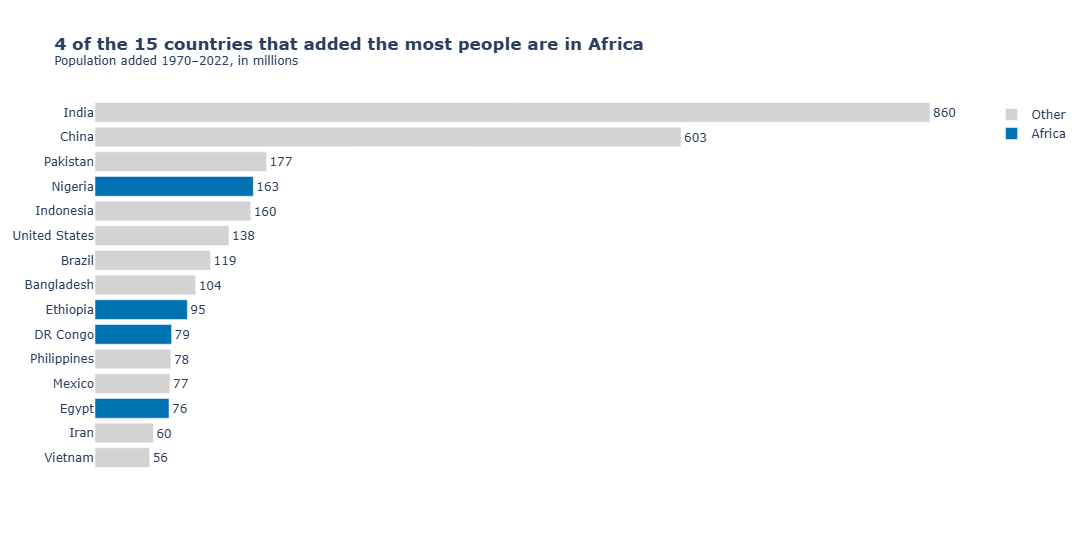 4 of the 15 countries that added the most people are in Africa
Population added 1970–2022, in millions
India 860
China 603
Pakistan 177
Nigeria 163
Indonesia 160
United States 138
Brazil 119
Bangladesh 104
Ethiopia 95
DR Congo 79
Philippines 78
Mexico 77
Egypt 76
Iran 60
Vietnam 56
Other
Africa